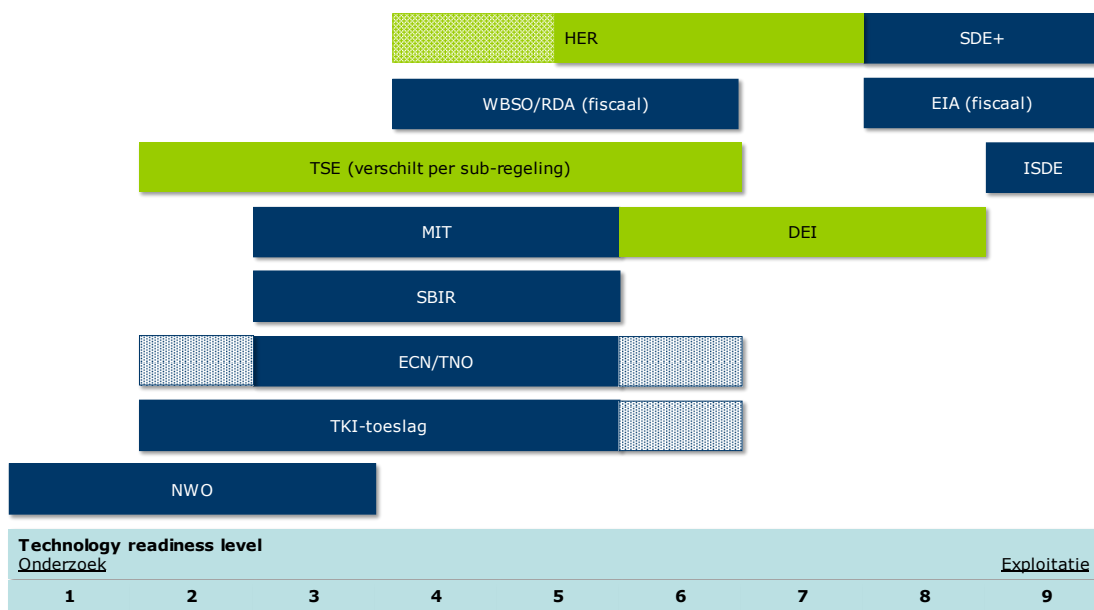 HER SDE+
WBSO/RDA (fiscaal) EIA (fiscaal)
TSE (verschilt per sub-regeling) ISDE
MIT DEI
SBIR
ECN/TNO
TKI-toeslag
NWO
Technology readiness level
Onderzoek Exploitatie
1 2 3 4 5 6 7 8 9